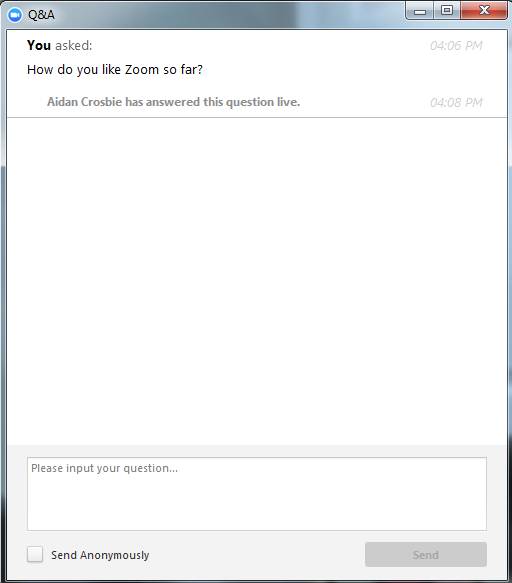 Q&A
You asked: 04:06 PM
How do you like Zoom so far?
Aidan Crosbie has answered this question live. 04:08 PM
Please input your question...
Send Anonymously Send